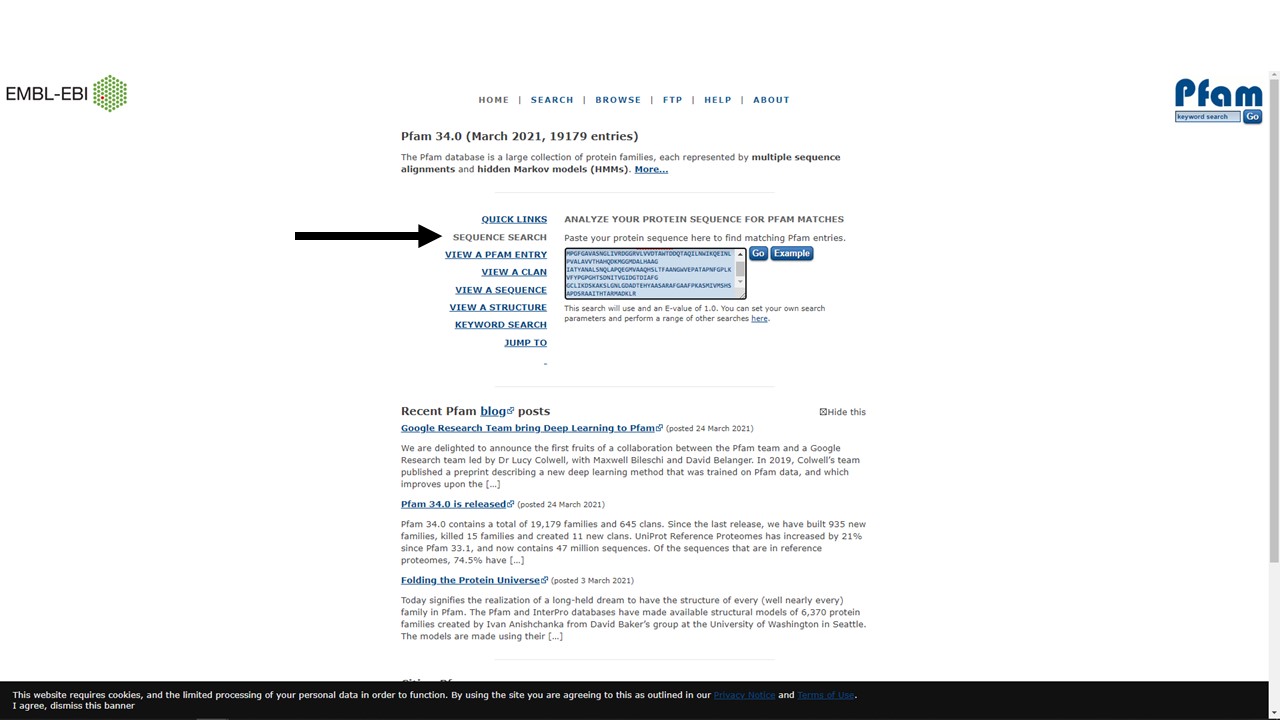 EMBL-EBI
HOME | SEARCH | BROWSE | FTP | HELP | ABOUT
Pfam
keyword search Go
Pfam 34.0 (March 2021, 19179 entries)
The Pfam database is a large collection of protein families, each represented by multiple sequence
alignments and hidden Markov models (HMMs). More...
QUICK LINKS
SEQUENCE SEARCH
VIEW A PFAM ENTRY
VIEW A CLAN
VIEW A SEQUENCE
VIEW A STRUCTURE
KEYWORD SEARCH
JUMP TO
ANALYZE YOUR PROTEIN SEQUENCE FOR PFAM MATCHES
Paste your protein sequence here to find matching Pfam entries.
MPGFGAVASNGLIVRDGGRVLVVDTAWTDDQTAQILNWIKQEINL
PVALAVVTHAHQDKMGGMDALHAAG
IATYANALSNQLAPQEGMVAAQHSLTFAANGWVEPATAPNFGPLK
VFYPGPGHTSDNITVGIDGTDIAFG
GCLIKDSKAKSLGNLGDADTEHYAASARAFGAAFPKASMIVMSHS
APDSRAAITHTARMADKLR
Go Example
This search will use and an E-value of 1.0. You can set your own search
parameters and perform a range of other searches here.
-
Recent Pfam blog posts
Hide this
Google Research Team bring Deep Learning to Pfam (posted 24 March 2021)
We are delighted to announce the first fruits of a collaboration between the Pfam team and a Google
Research team led by Dr Lucy Colwell, with Maxwell Bileschi and David Belanger. In 2019, Colwell's team
published a preprint describing a new deep learning method that was trained on Pfam data, and which
improves upon the […]
Pfam 34.0 is released (posted 24 March 2021)
Pfam 34.0 contains a total of 19,179 families and 645 clans. Since the last release, we have built 935 new
families, killed 15 families and created 11 new clans. UniProt Reference Proteomes has increased by 21%
since Pfam 33.1, and now contains 47 million sequences. Of the sequences that are in reference
proteomes, 74.5% have […]
Folding the Protein Universe (posted 3 March 2021)
Today signifies the realization of a long-held dream to have the structure of every (well nearly every)
family in Pfam. The Pfam and InterPro databases have made available structural models of 6,370 protein
families created by Ivan Anishchanka from David Baker's group at the University of Washington in Seattle.
The models are made using their […]
This website requires cookies, and the limited processing of your personal data in order to function. By using the site you are agreeing to this as outlined in our Privacy Notice and Terms of Use.
I agree, dismiss this banner